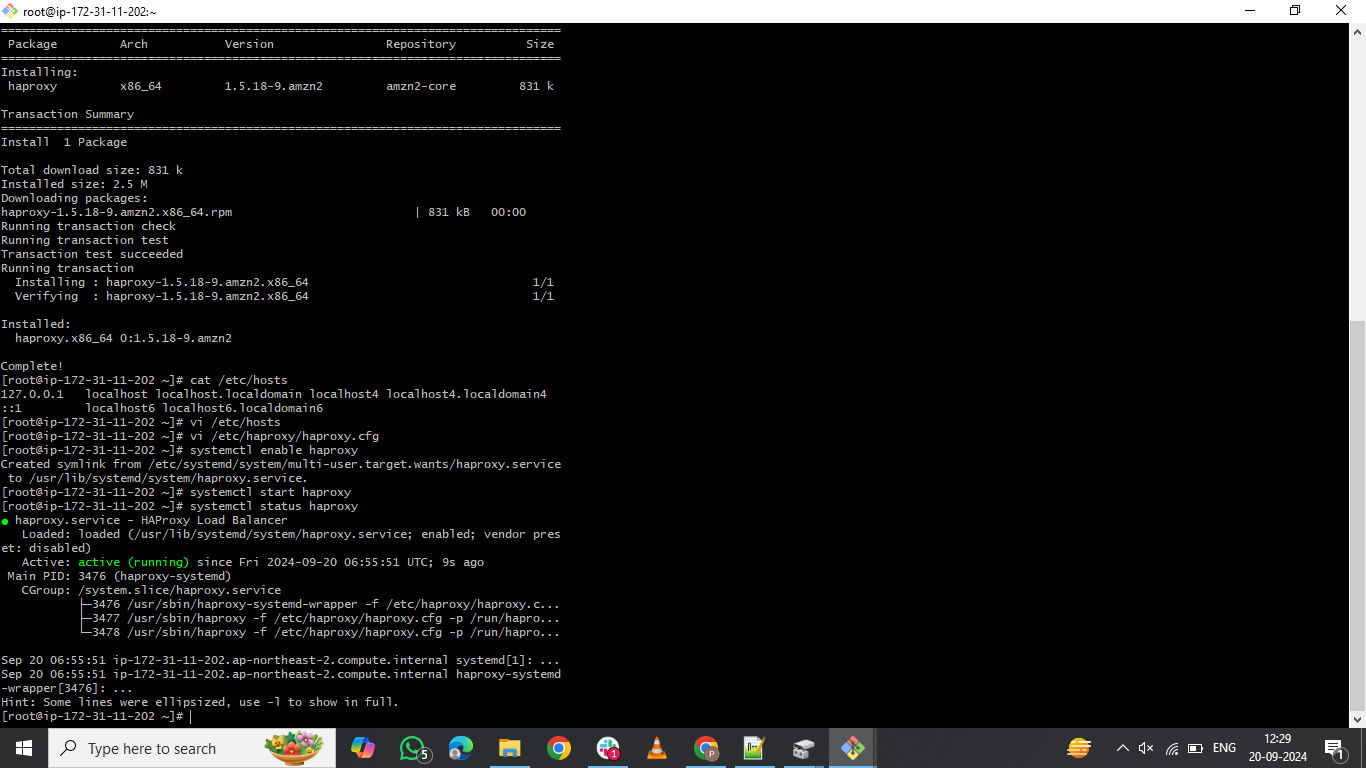 root@ip-172-31-11-202:~
================================================================================
Package Arch Version Repository Size
================================================================================
Installing:
haproxy x86_64 1.5.18-9.amzn2 amzn2-core 831 k
Transaction Summary
================================================================================
Install 1 Package
Total download size: 831 k
Installed size: 2.5 M
Downloading packages:
haproxy-1.5.18-9.amzn2.x86_64.rpm | 831 kB 00:00
Running transaction check
Running transaction test
Transaction test succeeded
Running transaction
Installing : haproxy-1.5.18-9.amzn2.x86_64 1/1
Verifying : haproxy-1.5.18-9.amzn2.x86_64 1/1
Installed:
haproxy.x86_64 0:1.5.18-9.amzn2
Complete!
[root@ip-172-31-11-202 ~]# cat /etc/hosts
127.0.0.1 localhost localhost.localdomain localhost4 localhost4.localdomain4
::1 localhost6 localhost6.localdomain6
[root@ip-172-31-11-202 ~]# vi /etc/hosts
[root@ip-172-31-11-202 ~]# vi /etc/haproxy/haproxy.cfg
[root@ip-172-31-11-202 ~]# systemctl enable haproxy
Created symlink from /etc/systemd/system/multi-user.target.wants/haproxy.service
to /usr/lib/systemd/system/haproxy.service.
[root@ip-172-31-11-202 ~]# systemctl start haproxy
[root@ip-172-31-11-202 ~]# systemctl status haproxy
● haproxy.service - HAProxy Load Balancer
Loaded: loaded (/usr/lib/systemd/system/haproxy.service; enabled; vendor pres
et: disabled)
Active: active (running) since Fri 2024-09-20 06:55:51 UTC; 9s ago
Main PID: 3476 (haproxy-systemd)
CGroup: /system.slice/haproxy.service
├─3476 /usr/sbin/haproxy-systemd-wrapper -f /etc/haproxy/haproxy.c...
├─3477 /usr/sbin/haproxy -f /etc/haproxy/haproxy.cfg -p /run/hapro...
└─3478 /usr/sbin/haproxy -f /etc/haproxy/haproxy.cfg -p /run/hapro...
Sep 20 06:55:51 ip-172-31-11-202.ap-northeast-2.compute.internal systemd[1]: ...
Sep 20 06:55:51 ip-172-31-11-202.ap-northeast-2.compute.internal haproxy-systemd
-wrapper[3476]: ...
Hint: Some lines were ellipsized, use -l to show in full.
[root@ip-172-31-11-202 ~]#
Type here to search
5
1
P
ENG
12:29
20-09-2024
1